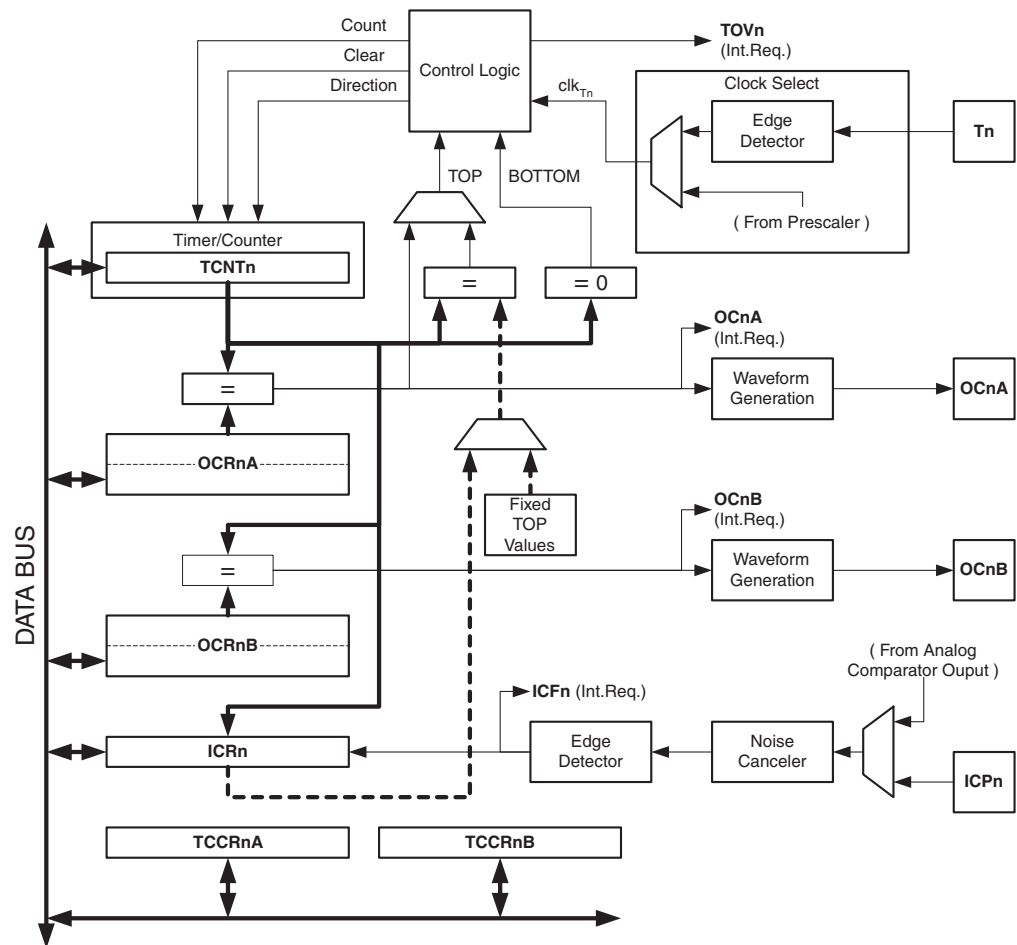 Count
Clear
Direction
Control Logic
TOVn
(Int.Req.)
clkTn
Clock Select
Edge
Detector
Tn
( From Prescaler )
TOP
BOTTOM
Timer/Counter
TCNTn
=
= 0
OCnA
(Int.Req.)
=
Waveform
Generation
OCnA
OCRnA
Fixed
TOP
Values
OCnB
(Int.Req.)
=
Waveform
Generation
OCnB
OCRnB
DATA BUS
( From Analog
Comparator Ouput )
ICFn (Int.Req.)
ICRn
Edge
Detector
Noise
Canceler
ICPn
TCCRnA
TCCRnB